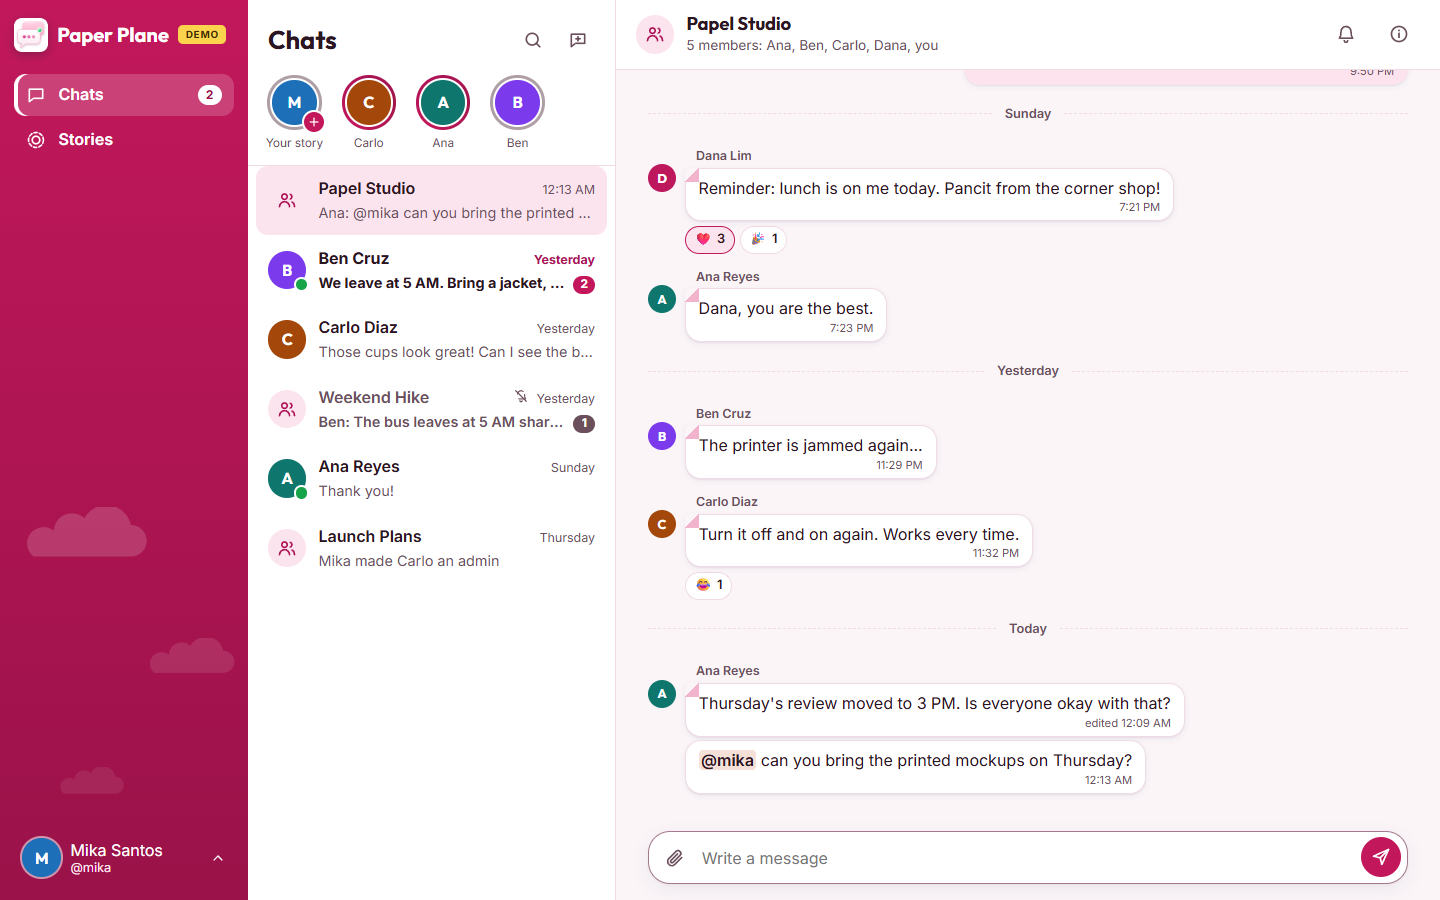 Paper Plane DEMO
Chats 2
Stories
M
Mika Santos
@mika
Chats
M
C
A
B
Your story
Carlo
Ana
Ben
Papel Studio 12:13 AM
Ana: @mika can you bring the printed ...
B
Ben Cruz Yesterday
We leave at 5 AM. Bring a jacket, ... 2
C
Carlo Diaz Yesterday
Those cups look great! Can I see the b...
Weekend Hike Yesterday
Ben: The bus leaves at 5 AM shar... 1
A
Ana Reyes Sunday
Thank you!
Launch Plans Thursday
Mika made Carlo an admin
Papel Studio
5 members: Ana, Ben, Carlo, Dana, you
9:50 PM
Sunday
Dana Lim
D
Reminder: lunch is on me today. Pancit from the corner shop!
7:21 PM
❤️ 3 🎉 1
Ana Reyes
A
Dana, you are the best.
7:23 PM
Yesterday
Ben Cruz
B
The printer is jammed again...
11:29 PM
Carlo Diaz
C
Turn it off and on again. Works every time.
11:32 PM
😂 1
Today
Ana Reyes
A
Thursday's review moved to 3 PM. Is everyone okay with that?
edited 12:09 AM
@mika can you bring the printed mockups on Thursday?
12:13 AM
Write a message